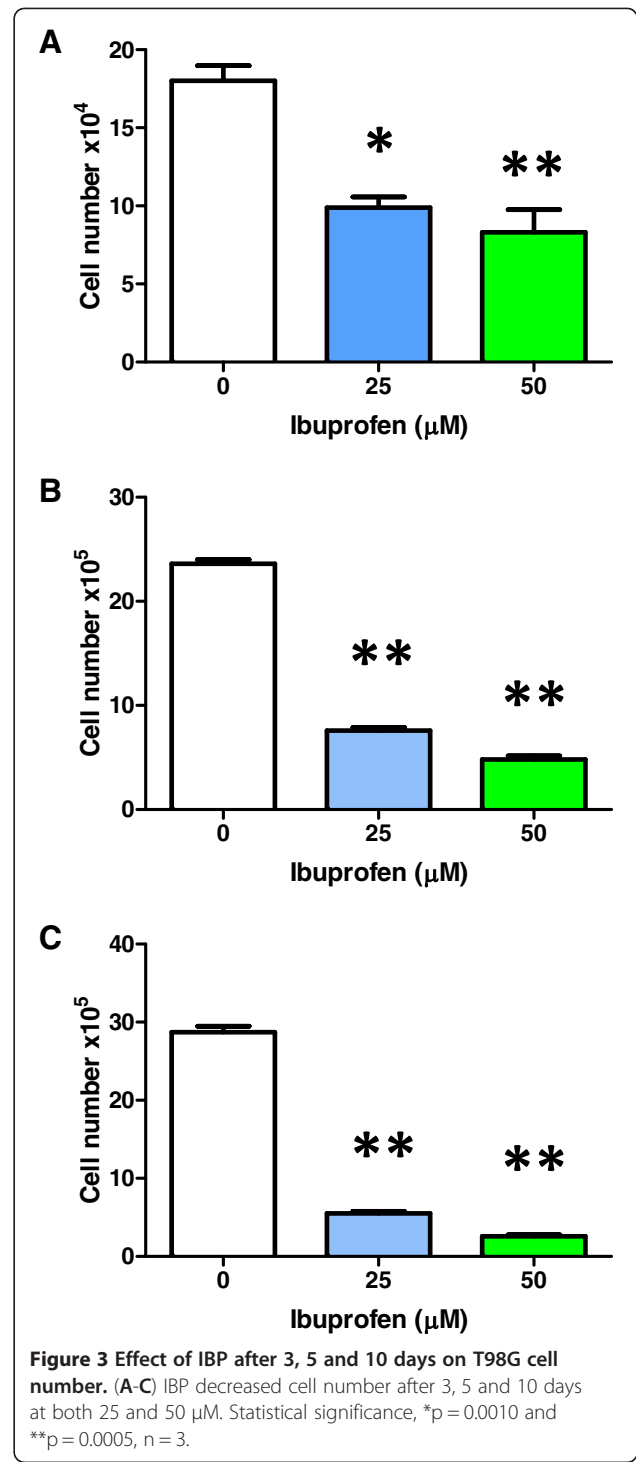 A
20
15
10
5
0
Cell number x10⁴
*
**
0 25 50
Ibuprofen (μM)
B
30
20
10
0
Cell number x10⁵
**
**
0 25 50
Ibuprofen (μM)
C
40
30
20
10
0
Cell number x10⁵
**
**
0 25 50
Ibuprofen (μM)
Figure 3 Effect of IBP after 3, 5 and 10 days on T98G cell
number. (A-C) IBP decreased cell number after 3, 5 and 10 days
at both 25 and 50 μM. Statistical significance, *p = 0.0010 and
**p = 0.0005, n = 3.